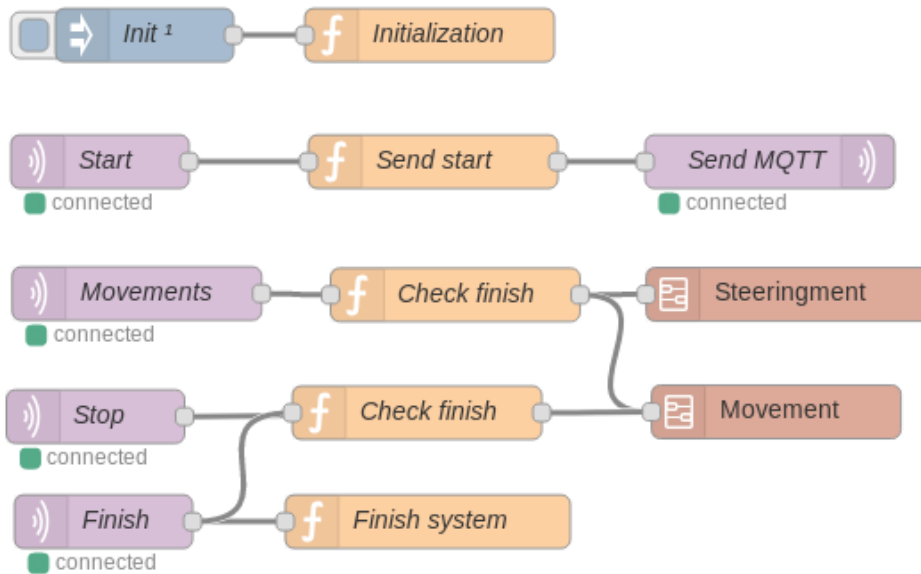 Init ¹
Initialization
Start
Send start
Send MQTT
connected
connected
Movements
Check finish
Steeringment
connected
Stop
Check finish
Movement
connected
Finish
Finish system
connected